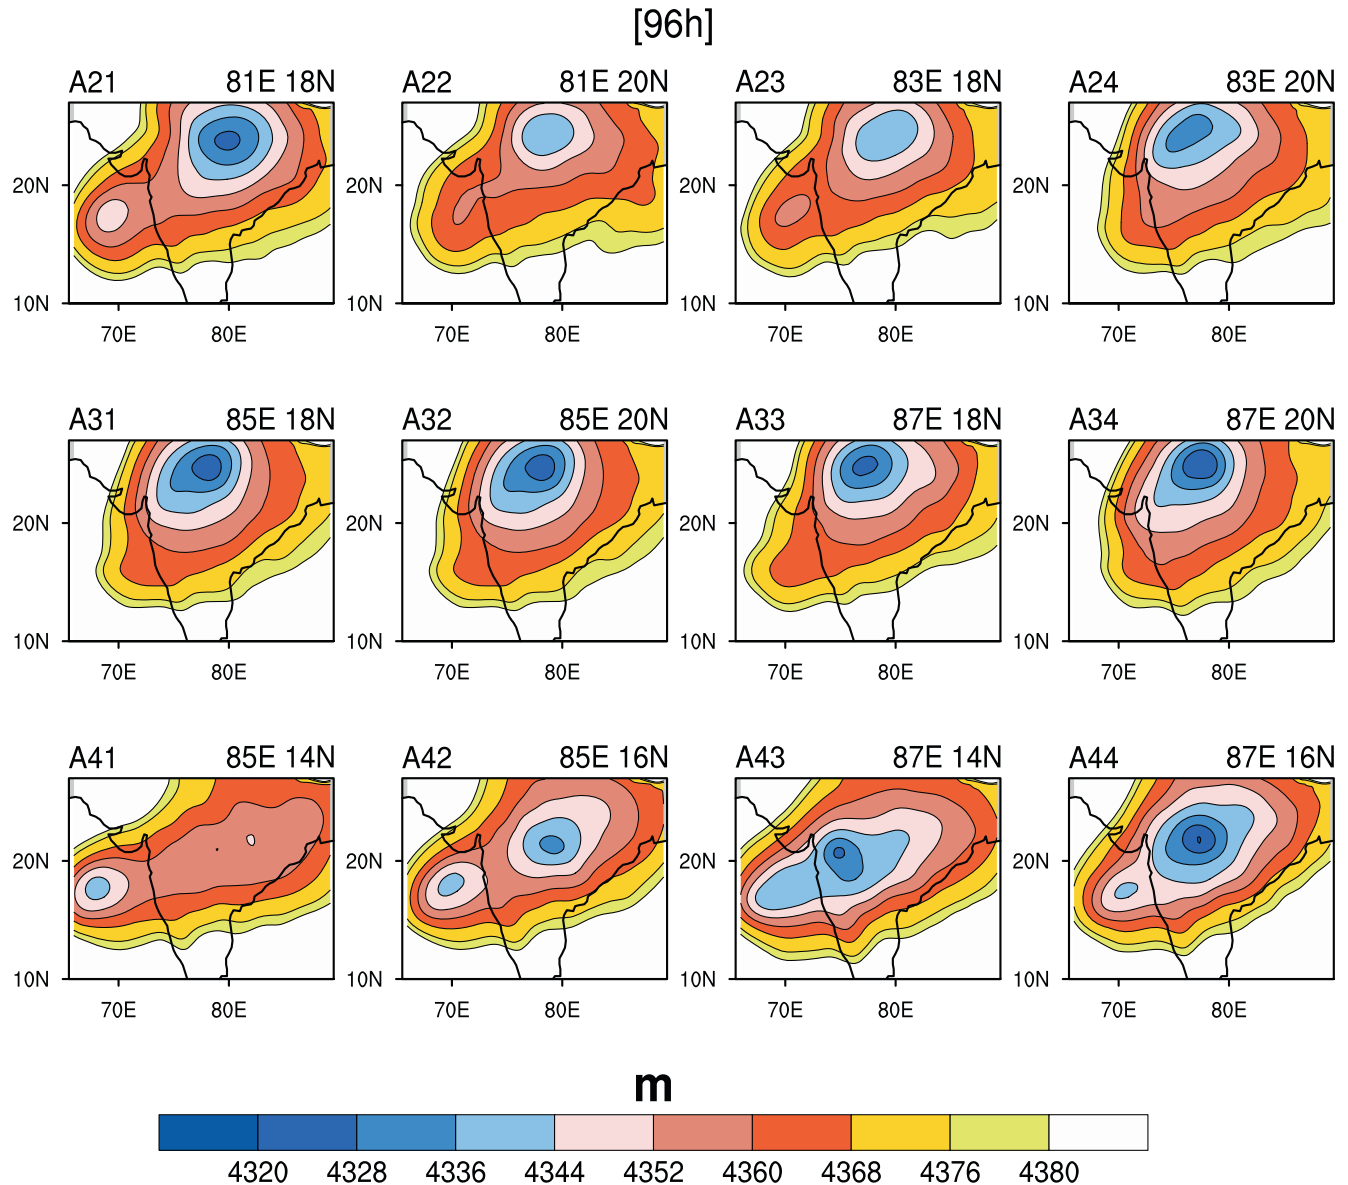 [96h]
A21 81E 18N A22 81E 20N A23 83E 18N A24 83E 20N
20N 20N 20N 20N
10N 10N 10N 10N
70E 80E 70E 80E 70E 80E 70E 80E
A31 85E 18N A32 85E 20N A33 87E 18N A34 87E 20N
20N 20N 20N 20N
10N 10N 10N 10N
70E 80E 70E 80E 70E 80E 70E 80E
A41 85E 14N A42 85E 16N A43 87E 14N A44 87E 16N
20N 20N 20N 20N
10N 10N 10N 10N
70E 80E 70E 80E 70E 80E 70E 80E
m
4320 4328 4336 4344 4352 4360 4368 4376 4380